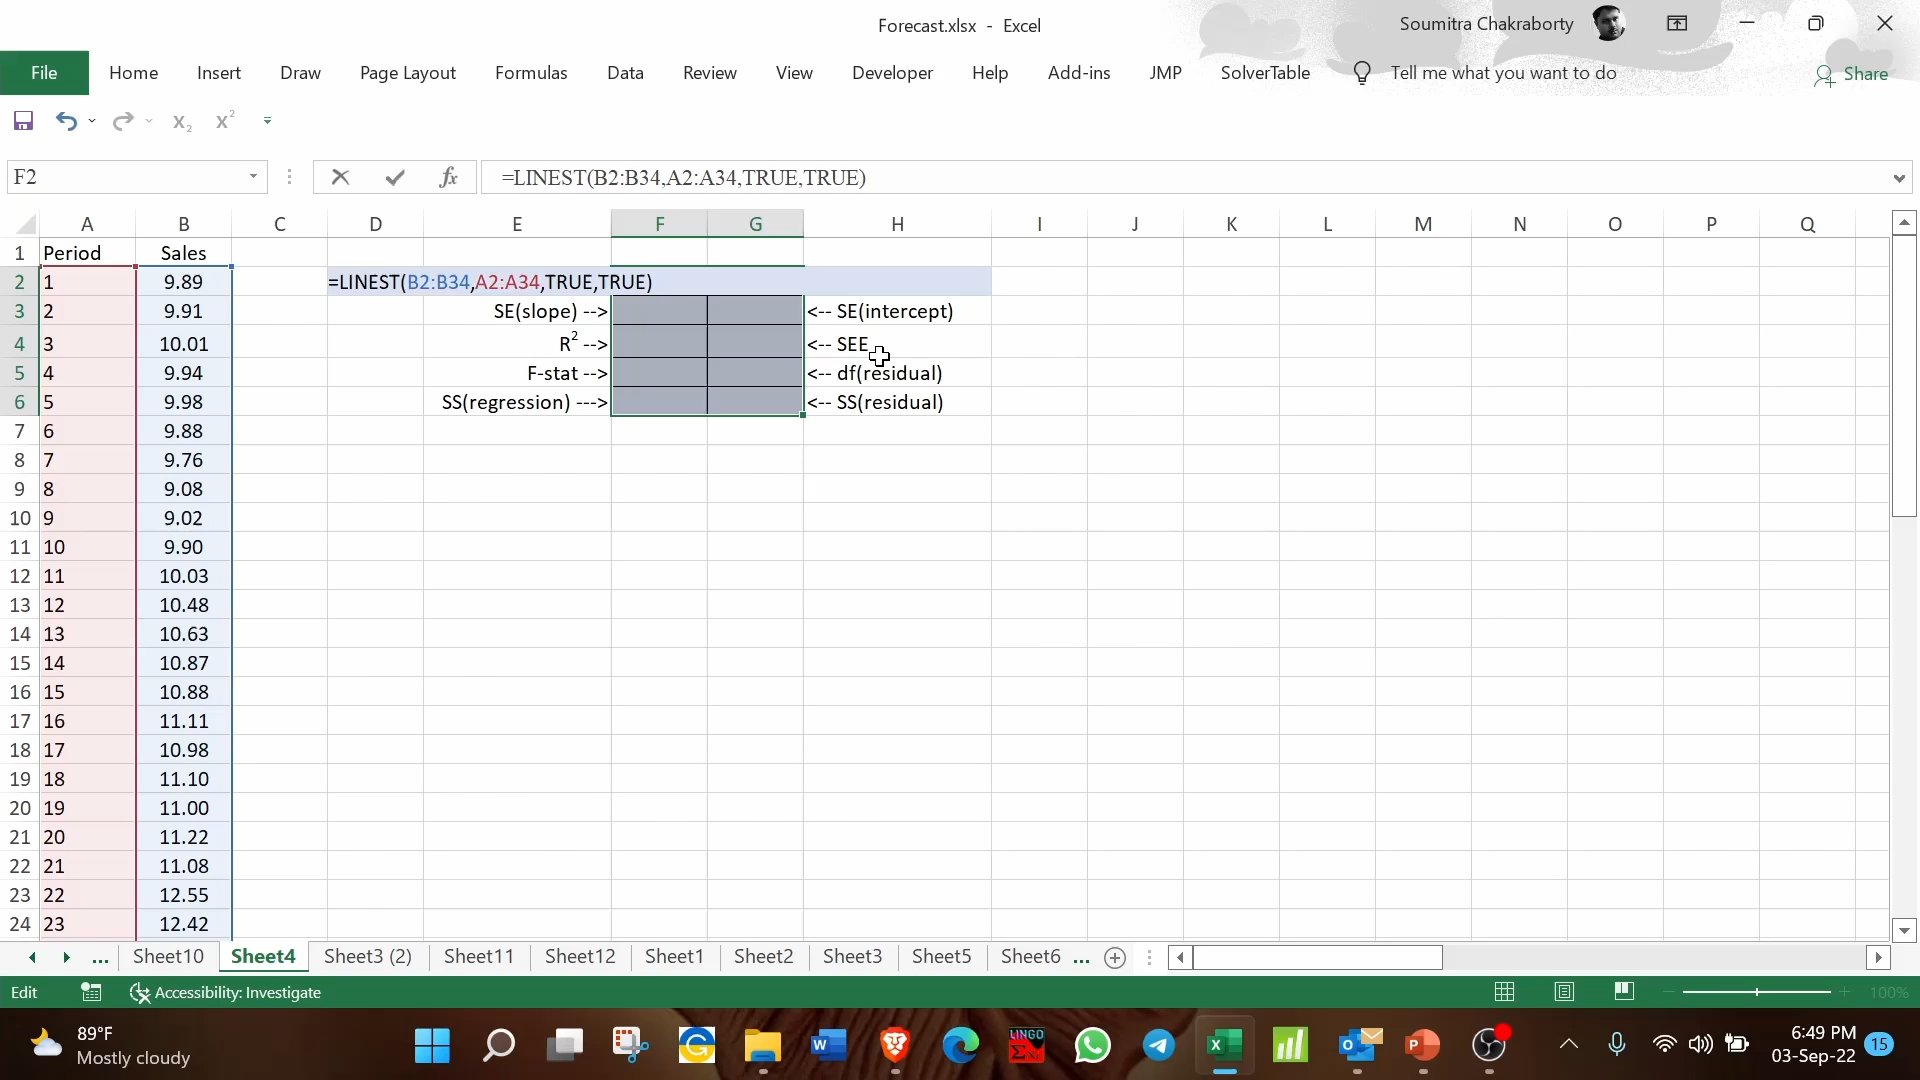 Forecast.xlsx - Excel
Soumitra Chakraborty
File Home Insert Draw Page Layout Formulas Data Review View Developer Help Add-ins JMP SolverTable Tell me what you want to do Share
x₂ x²
F2 fx =LINEST(B2:B34,A2:A34,TRUE,TRUE)
A B C D E F G H I J K L M N O P Q
1 Period Sales
2 1 9.89 =LINEST(B2:B34,A2:A34,TRUE,TRUE)
3 2 9.91 SE(slope) --> <-- SE(intercept)
4 3 10.01 R² --> <-- SEE
5 4 9.94 F-stat --> <-- df(residual)
6 5 9.98 SS(regression) ---> <-- SS(residual)
7 6 9.88
8 7 9.76
9 8 9.08
10 9 9.02
11 10 9.90
12 11 10.03
13 12 10.48
14 13 10.63
15 14 10.87
16 15 10.88
17 16 11.11
18 17 10.98
19 18 11.10
20 19 11.00
21 20 11.22
22 21 11.08
23 22 12.55
24 23 12.42
... Sheet10 Sheet4 Sheet3 (2) Sheet11 Sheet12 Sheet1 Sheet2 Sheet3 Sheet5 Sheet6 ...
Edit Accessibility: Investigate 100%
89°F
Mostly cloudy
LINGO
6:49 PM
03-Sep-22
15